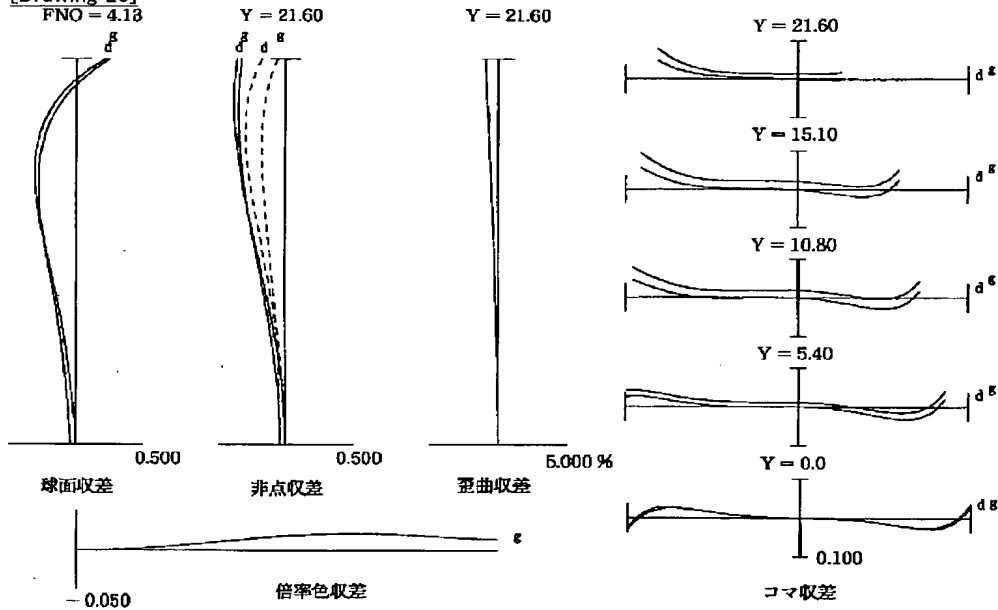 [Drawing 20]
FNO = 4.13
g
d
球面収差
0.500
Y = 21.60
g
d
d
g
非点収差
0.500
Y = 21.60
歪曲収差
5.000 %
g
- 0.050
倍率色収差
Y = 21.60
d g
Y = 15.10
d g
Y = 10.80
d g
Y = 5.40
d g
Y = 0.0
d g
0.100
コマ収差